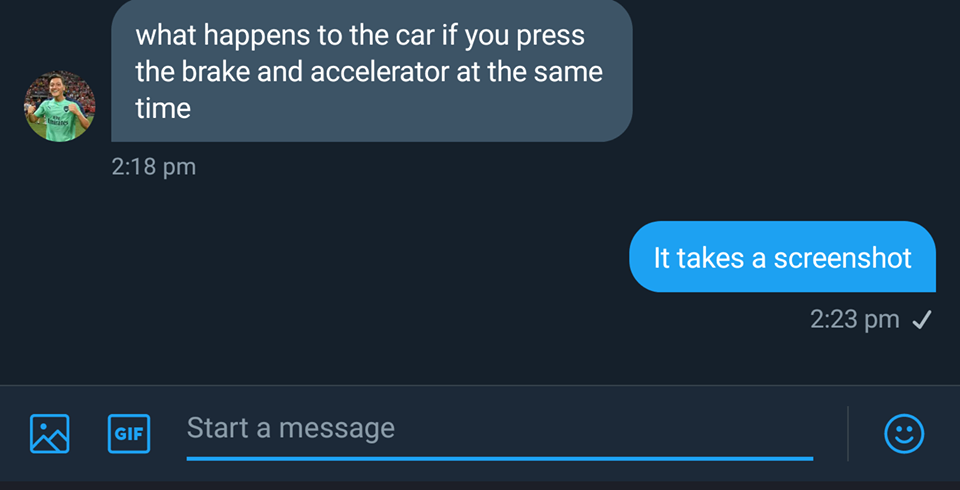 what happens to the car if you press
the brake and accelerator at the same
time
2:18 pm
It takes a screenshot
2:23 pm
GIF
Start a message